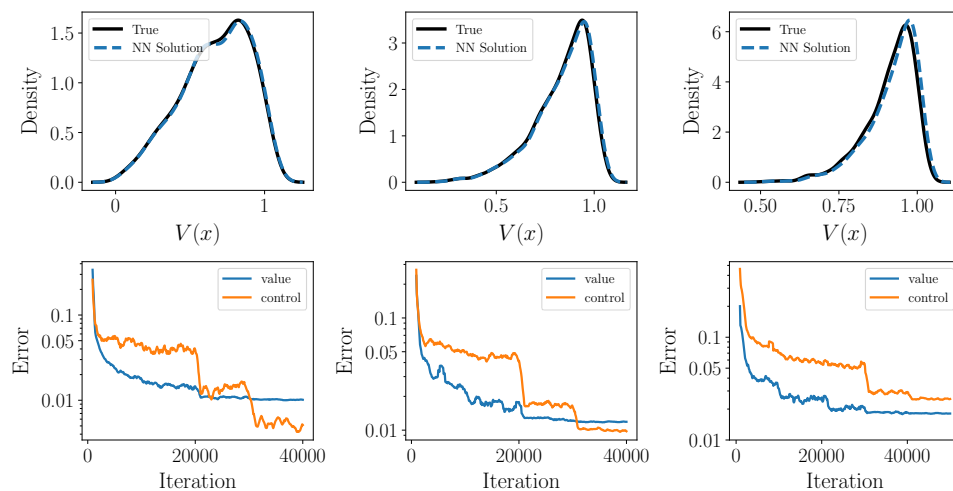 Density
1.5
1.0
0.5
0.0
True
NN Solution
0
1
V(x)
Density
3
2
1
0
True
NN Solution
0.5
1.0
V(x)
Density
6
4
2
0
True
NN Solution
0.50
0.75
1.00
V(x)
Error
0.1
0.05
0.01
value
control
0
20000
40000
Iteration
Error
0.1
0.05
0.01
value
control
0
20000
40000
Iteration
Error
0.1
0.05
0.01
value
control
0
20000
40000
Iteration